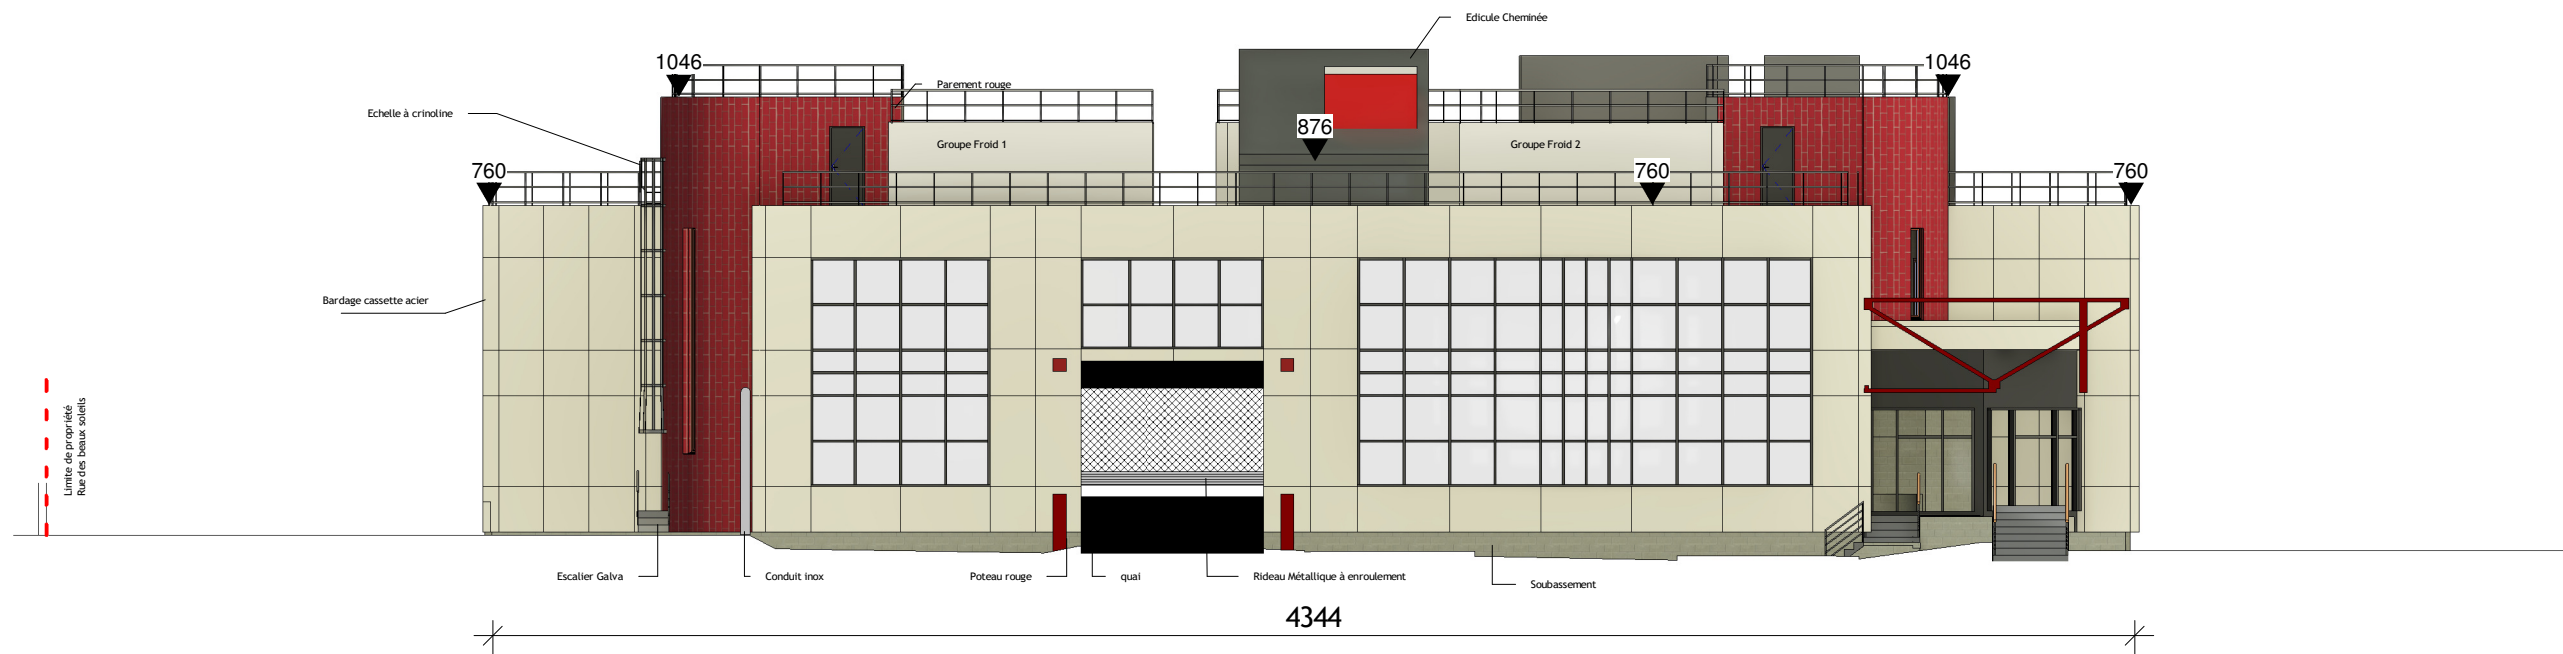 Edicule Cheminée
1046
1046
Parement rouge
Echelle à crinoline
876
Groupe Froid 1
Groupe Froid 2
760
760
760
Bardage cassette acier
Limite de propriété
Rue des beaux soleils
Escalier Galva
Conduit inox
Poteau rouge
quai
Rideau Métallique à enroulement
Soubassement
4344